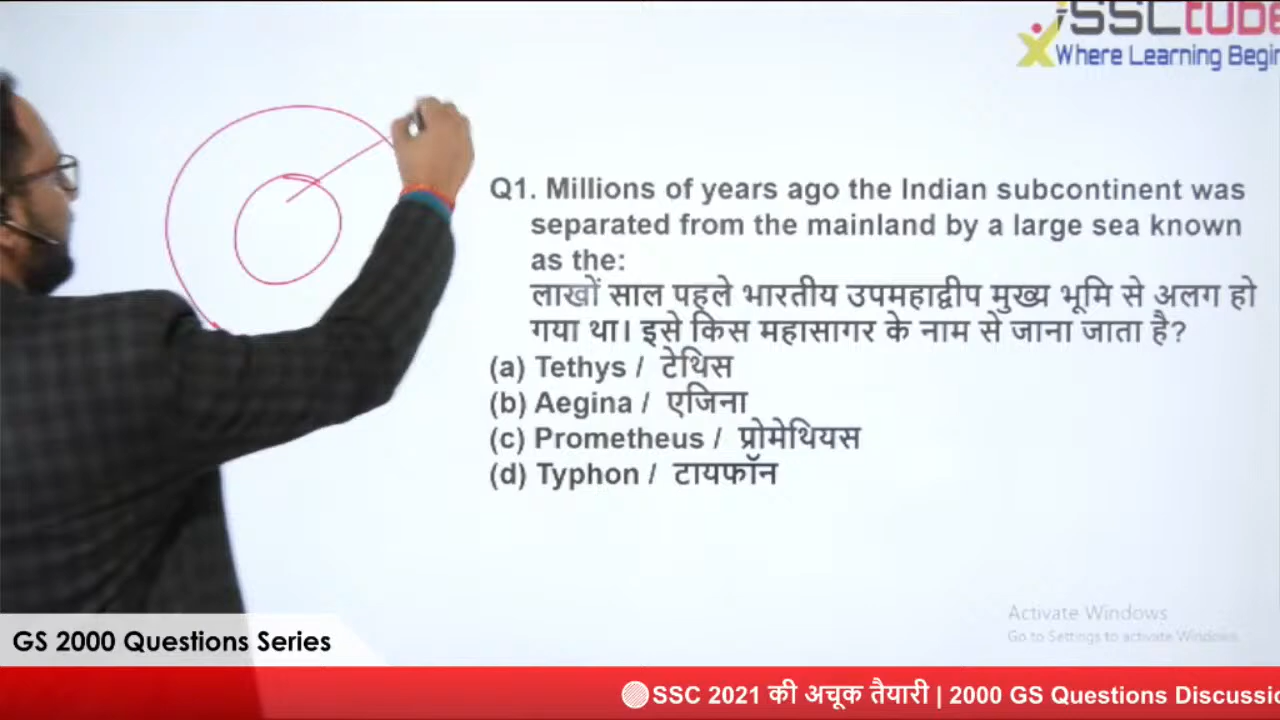 iSSCtube
Where Learning Begin
Q1. Millions of years ago the Indian subcontinent was
separated from the mainland by a large sea known
as the:
लाखों साल पहले भारतीय उपमहाद्वीप मुख्य भूमि से अलग हो
गया था। इसे किस महासागर के नाम से जाना जाता है?
(a) Tethys / टेथिस
(b) Aegina / एजिना
(c) Prometheus / प्रोमेथियस
(d) Typhon / टायफॉन
Activate Windows
Go to Settings to activate Windows.
GS 2000 Questions Series
SSC 2021 की अचूक तैयारी | 2000 GS Questions Discussi